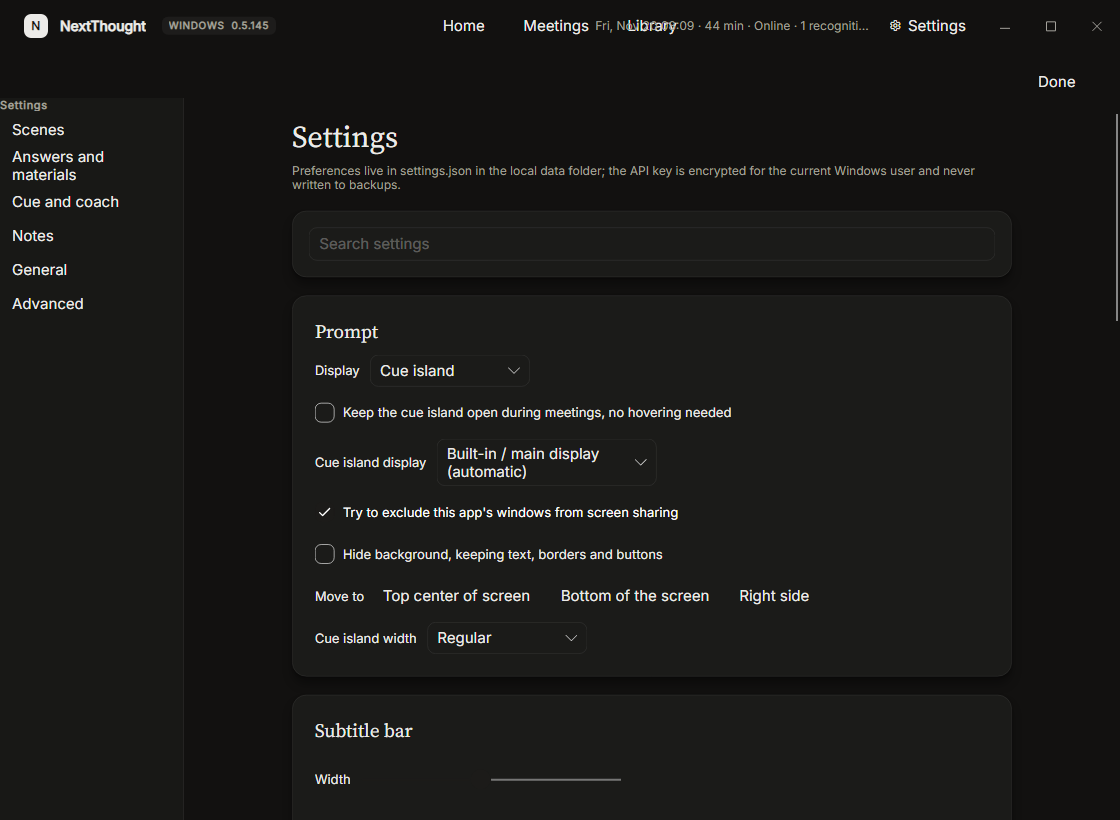 N NextThought WINDOWS 0.5.145 Home Meetings Library Fri, Nov 09:09 · 44 min · Online · 1 recogniti... Settings
Done
Settings
Scenes
Answers and
materials
Cue and coach
Notes
General
Advanced
Settings
Preferences live in settings.json in the local data folder; the API key is encrypted for the current Windows user and never
written to backups.
Search settings
Prompt
Display Cue island
Keep the cue island open during meetings, no hovering needed
Cue island display Built-in / main display
(automatic)
Try to exclude this app's windows from screen sharing
Hide background, keeping text, borders and buttons
Move to Top center of screen Bottom of the screen Right side
Cue island width Regular
Subtitle bar
Width